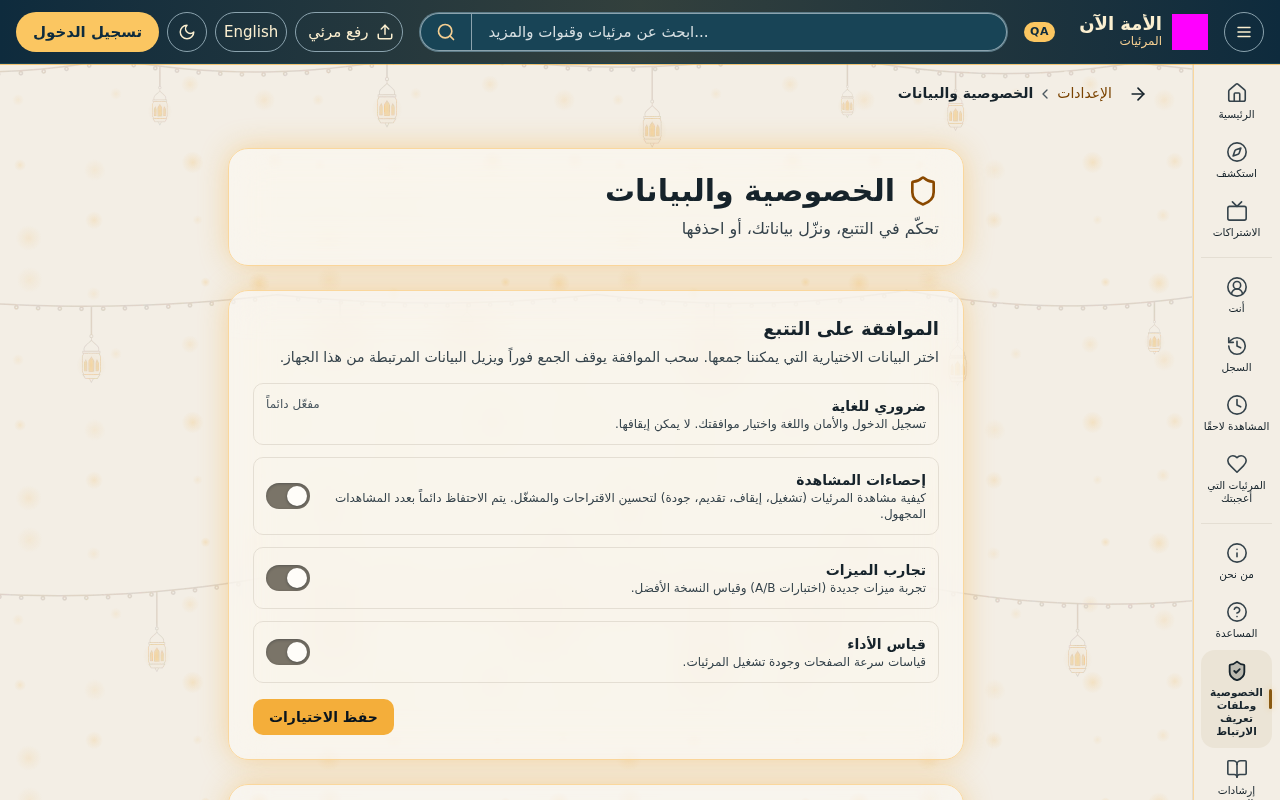 الأمة الآن
المرئيات
QA
ابحث عن مرئيات وقنوات والمزيد...
رفع مرئي
English
تسجيل الدخول
الإعدادات
الخصوصية والبيانات
الرئيسية
استكشف
الاشتراكات
أنت
السجل
المشاهدة لاحقًا
المرئيات التي
أعجبتك
من نحن
المساعدة
الخصوصية
وملفات
تعريف
الارتباط
إرشادات
الخصوصية والبيانات
تحكّم في التتبع، ونزّل بياناتك، أو احذفها
الموافقة على التتبع
اختر البيانات الاختيارية التي يمكننا جمعها. سحب الموافقة يوقف الجمع فوراً ويزيل البيانات المرتبطة من هذا الجهاز.
ضروري للغاية
مفعّل دائماً
تسجيل الدخول والأمان واللغة واختيار موافقتك. لا يمكن إيقافها.
إحصاءات المشاهدة
كيفية مشاهدة المرئيات (تشغيل، إيقاف، تقديم، جودة) لتحسين الاقتراحات والمشغّل. يتم الاحتفاظ دائماً بعدد المشاهدات
المجهول.
تجارب الميزات
تجربة ميزات جديدة (اختبارات A/B) وقياس النسخة الأفضل.
قياس الأداء
قياسات سرعة الصفحات وجودة تشغيل المرئيات.
حفظ الاختيارات